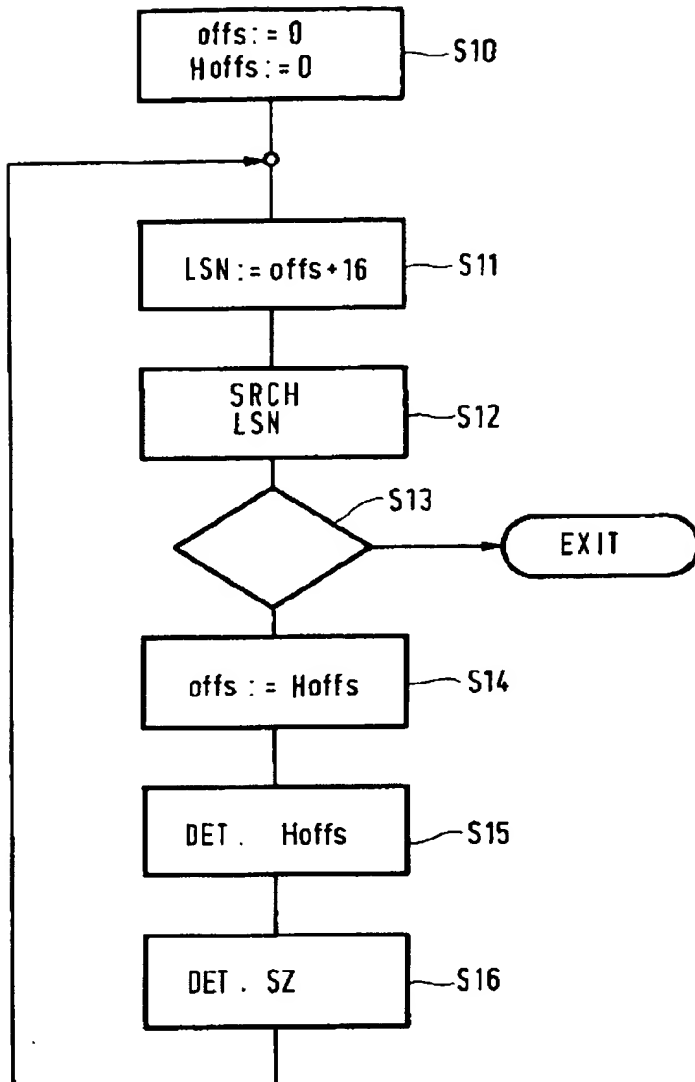 offs:=0
Hoffs:=0
S10
LSN:=offs+16
S11
SRCH
LSN
S12
S13
EXIT
offs:=Hoffs
S14
DET. Hoffs
S15
DET. SZ
S16